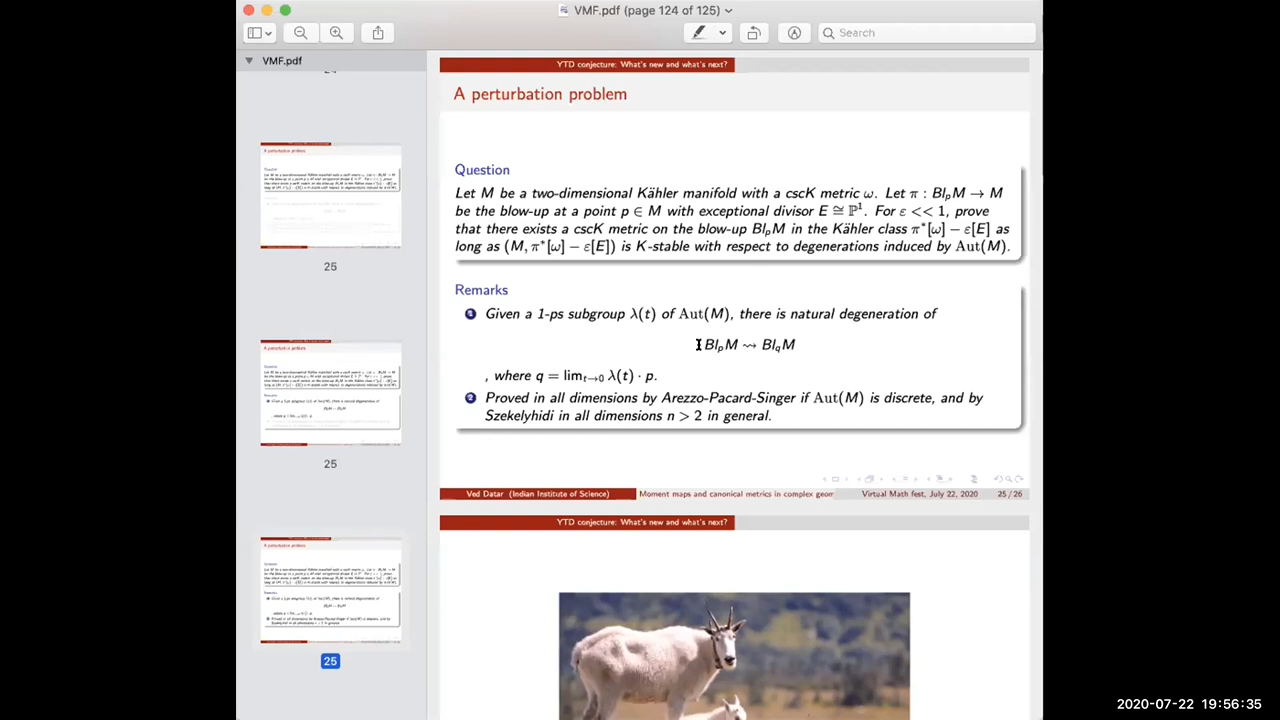 VMF.pdf (page 124 of 125)
Search
VMF.pdf
25
25
25
YTD conjecture: What's new and what's next?
A perturbation problem
Question
Let M be a two-dimensional Kähler manifold with a cscK metric ω. Let π : Bl_pM → M
be the blow-up at a point p ∈ M with exceptional divisor E ≅ ℙ¹. For ε << 1, prove
that there exists a cscK metric on the blow-up Bl_pM in the Kähler class π*[ω] − ε[E] as
long as (M, π*[ω] − ε[E]) is K-stable with respect to degenerations induced by Aut(M).
Remarks
1 Given a 1-ps subgroup λ(t) of Aut(M), there is natural degeneration of
Bl_pM ⇝ Bl_qM
, where q = lim_{t→0} λ(t) · p.
2 Proved in all dimensions by Arezzo-Pacard-Singer if Aut(M) is discrete, and by
Szekelyhidi in all dimensions n > 2 in general.
Ved Datar (Indian Institute of Science) Moment maps and canonical metrics in complex geom Virtual Math fest, July 22, 2020 25 / 26
YTD conjecture: What's new and what's next?
2020-07-22 19:56:35